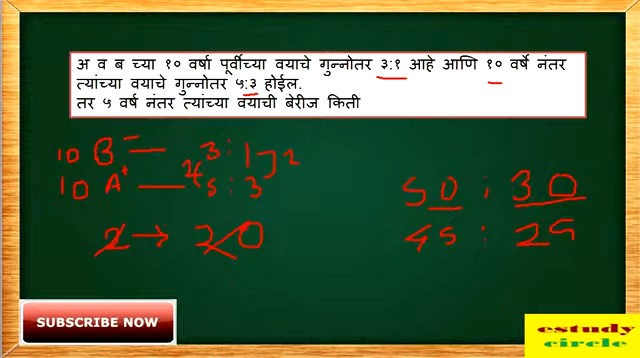 अ व ब च्या १० वर्षा पूर्वीच्या वयाचे गुन्नोतर ३:१ आहे आणि १० वर्षे नंतर
त्यांच्या वयाचे गुन्नोतर ५:३ होईल.
तर ५ वर्ष नंतर त्यांच्या वयाची बेरीज किती
10 B — 3 : 1 2
10 A+ — 5 : 3
50 : 30
2 → 20
45 : 25
SUBSCRIBE NOW
estudy
circle